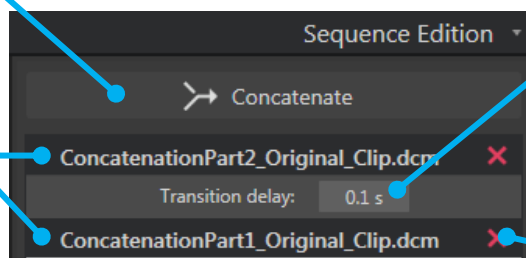 Sequence Edition
Concatenate
ConcatenationPart2_Original_Clip.dcm
Transition delay: 0.1 s
ConcatenationPart1_Original_Clip.dcm